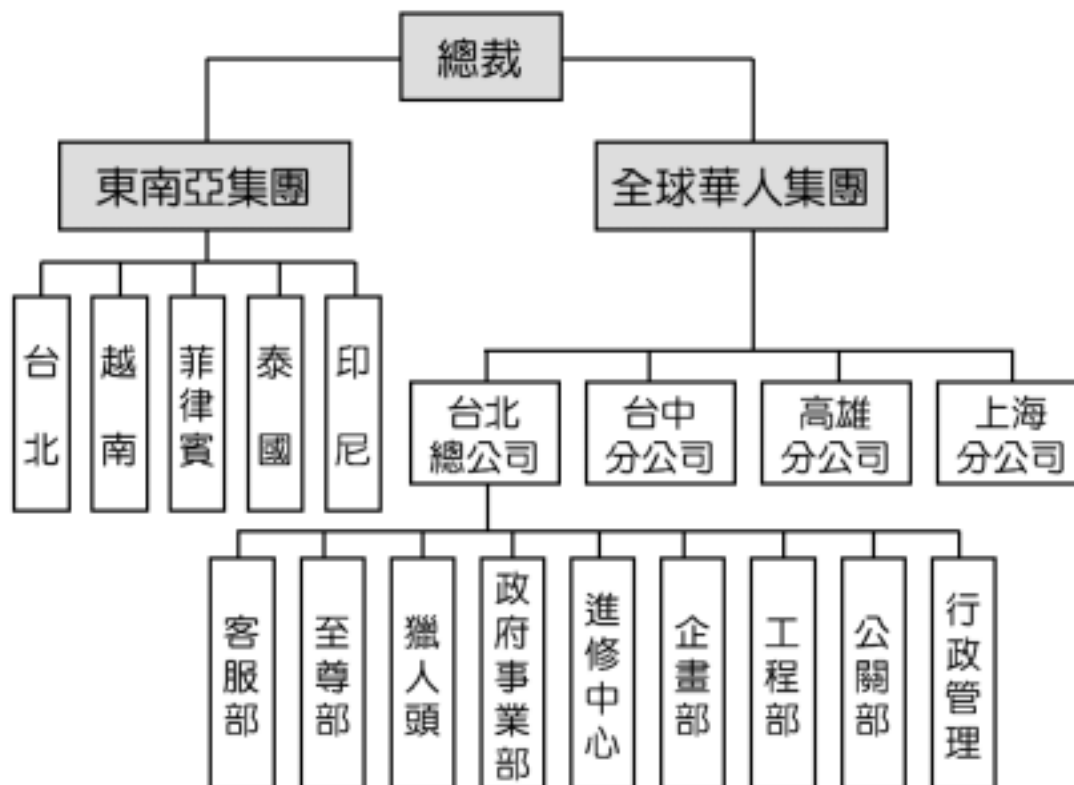 總裁
東南亞集團
全球華人集團
台北
越南
菲律賓
泰國
印尼
台北
總公司
台中
分公司
高雄
分公司
上海
分公司
客服部
至尊部
獵人頭
政府事業部
進修中心
企畫部
工程部
公關部
行政管理